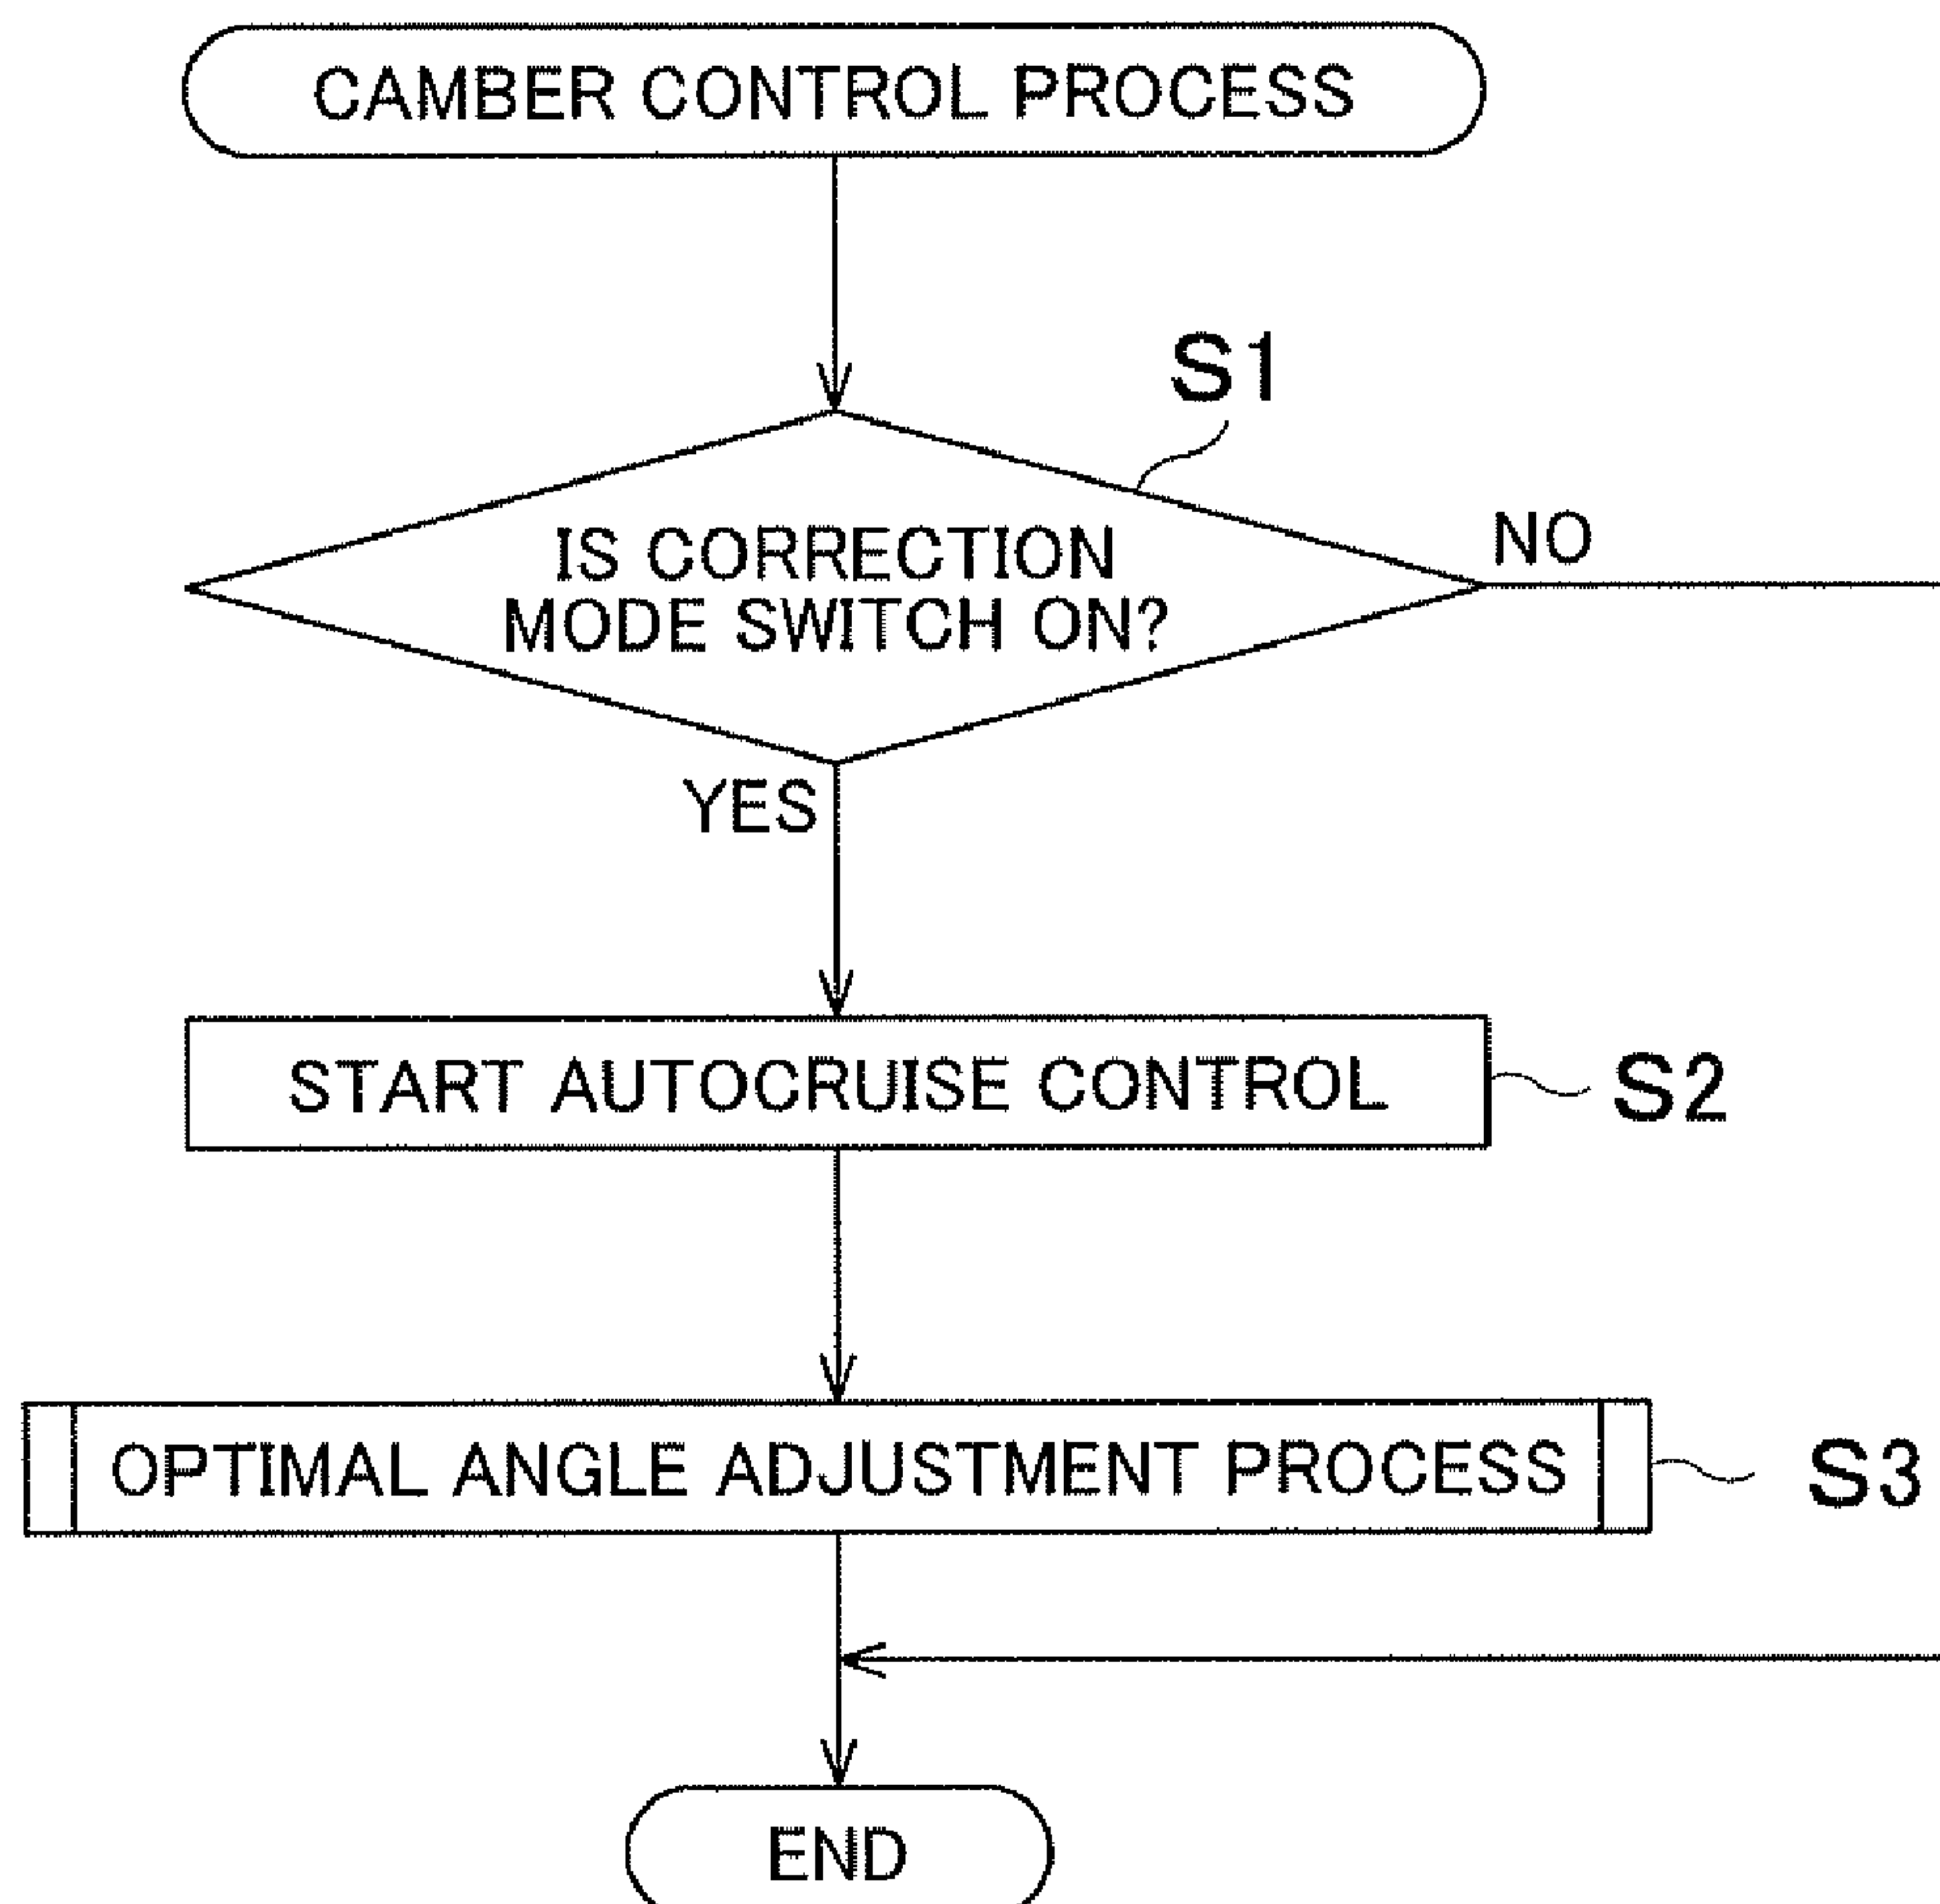 CAMBER CONTROL PROCESS
S1
IS CORRECTION
MODE SWITCH ON?
NO
YES
START AUTOCRUISE CONTROL
S2
OPTIMAL ANGLE ADJUSTMENT PROCESS
S3
END